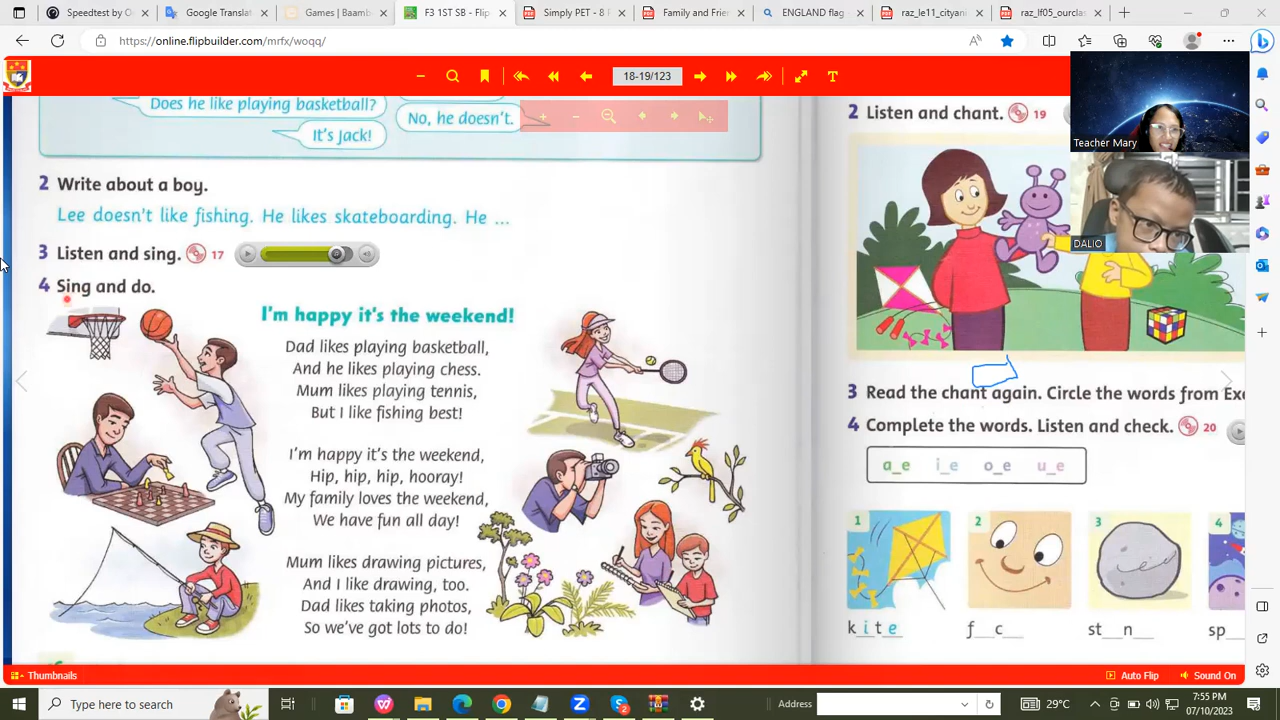 Speedtest by O
Google Translat
Games | Baamb
F3 1ST SB - Flip
Simply PET - 8 F
Family and Frie
ENGLAND flag
raz_le11_cityani
raz_lf05_ourclas
https://online.flipbuilder.com/mrfx/woqq/
18-19/123
Does he like playing basketball?
No, he doesn't.
It's Jack!
2 Write about a boy.
Lee doesn't like fishing. He likes skateboarding. He ...
3 Listen and sing. 17
4 Sing and do.
I'm happy it's the weekend!
Dad likes playing basketball,
And he likes playing chess.
Mum likes playing tennis,
But I like fishing best!
I'm happy it's the weekend,
Hip, hip, hip, hooray!
My family loves the weekend,
We have fun all day!
Mum likes drawing pictures,
And I like drawing, too.
Dad likes taking photos,
So we've got lots to do!
2 Listen and chant. 19
Teacher Mary
DALIO
3 Read the chant again. Circle the words from Exe
4 Complete the words. Listen and check. 20
a_e i_e o_e u_e
1 2 3 4
k i t e f__c__ st__n__ sp__
Thumbnails
Auto Flip
Sound On
Type here to search
Address
29°C
7:55 PM
07/10/2023